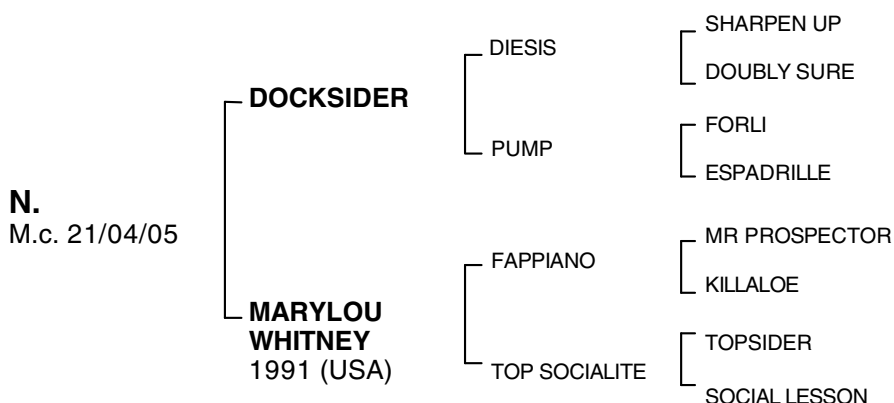 N.
M.c. 21/04/05
DOCKSIDER
MARYLOU
WHITNEY
1991 (USA)
DIESIS
PUMP
FAPPIANO
TOP SOCIALITE
SHARPEN UP
DOUBLY SURE
FORLI
ESPADRILLE
MR PROSPECTOR
KILLALOE
TOPSIDER
SOCIAL LESSON